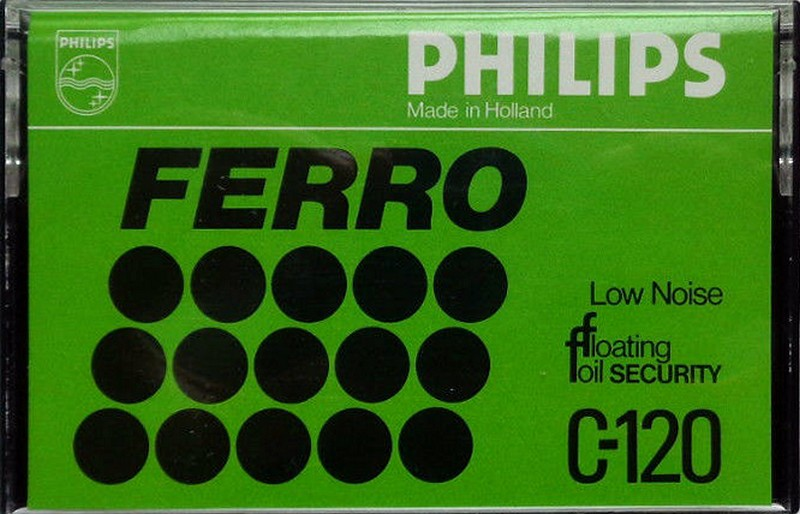 PHILIPS
PHILIPS
Made in Holland
FERRO
Low Noise
floating
foil SECURITY
C-120